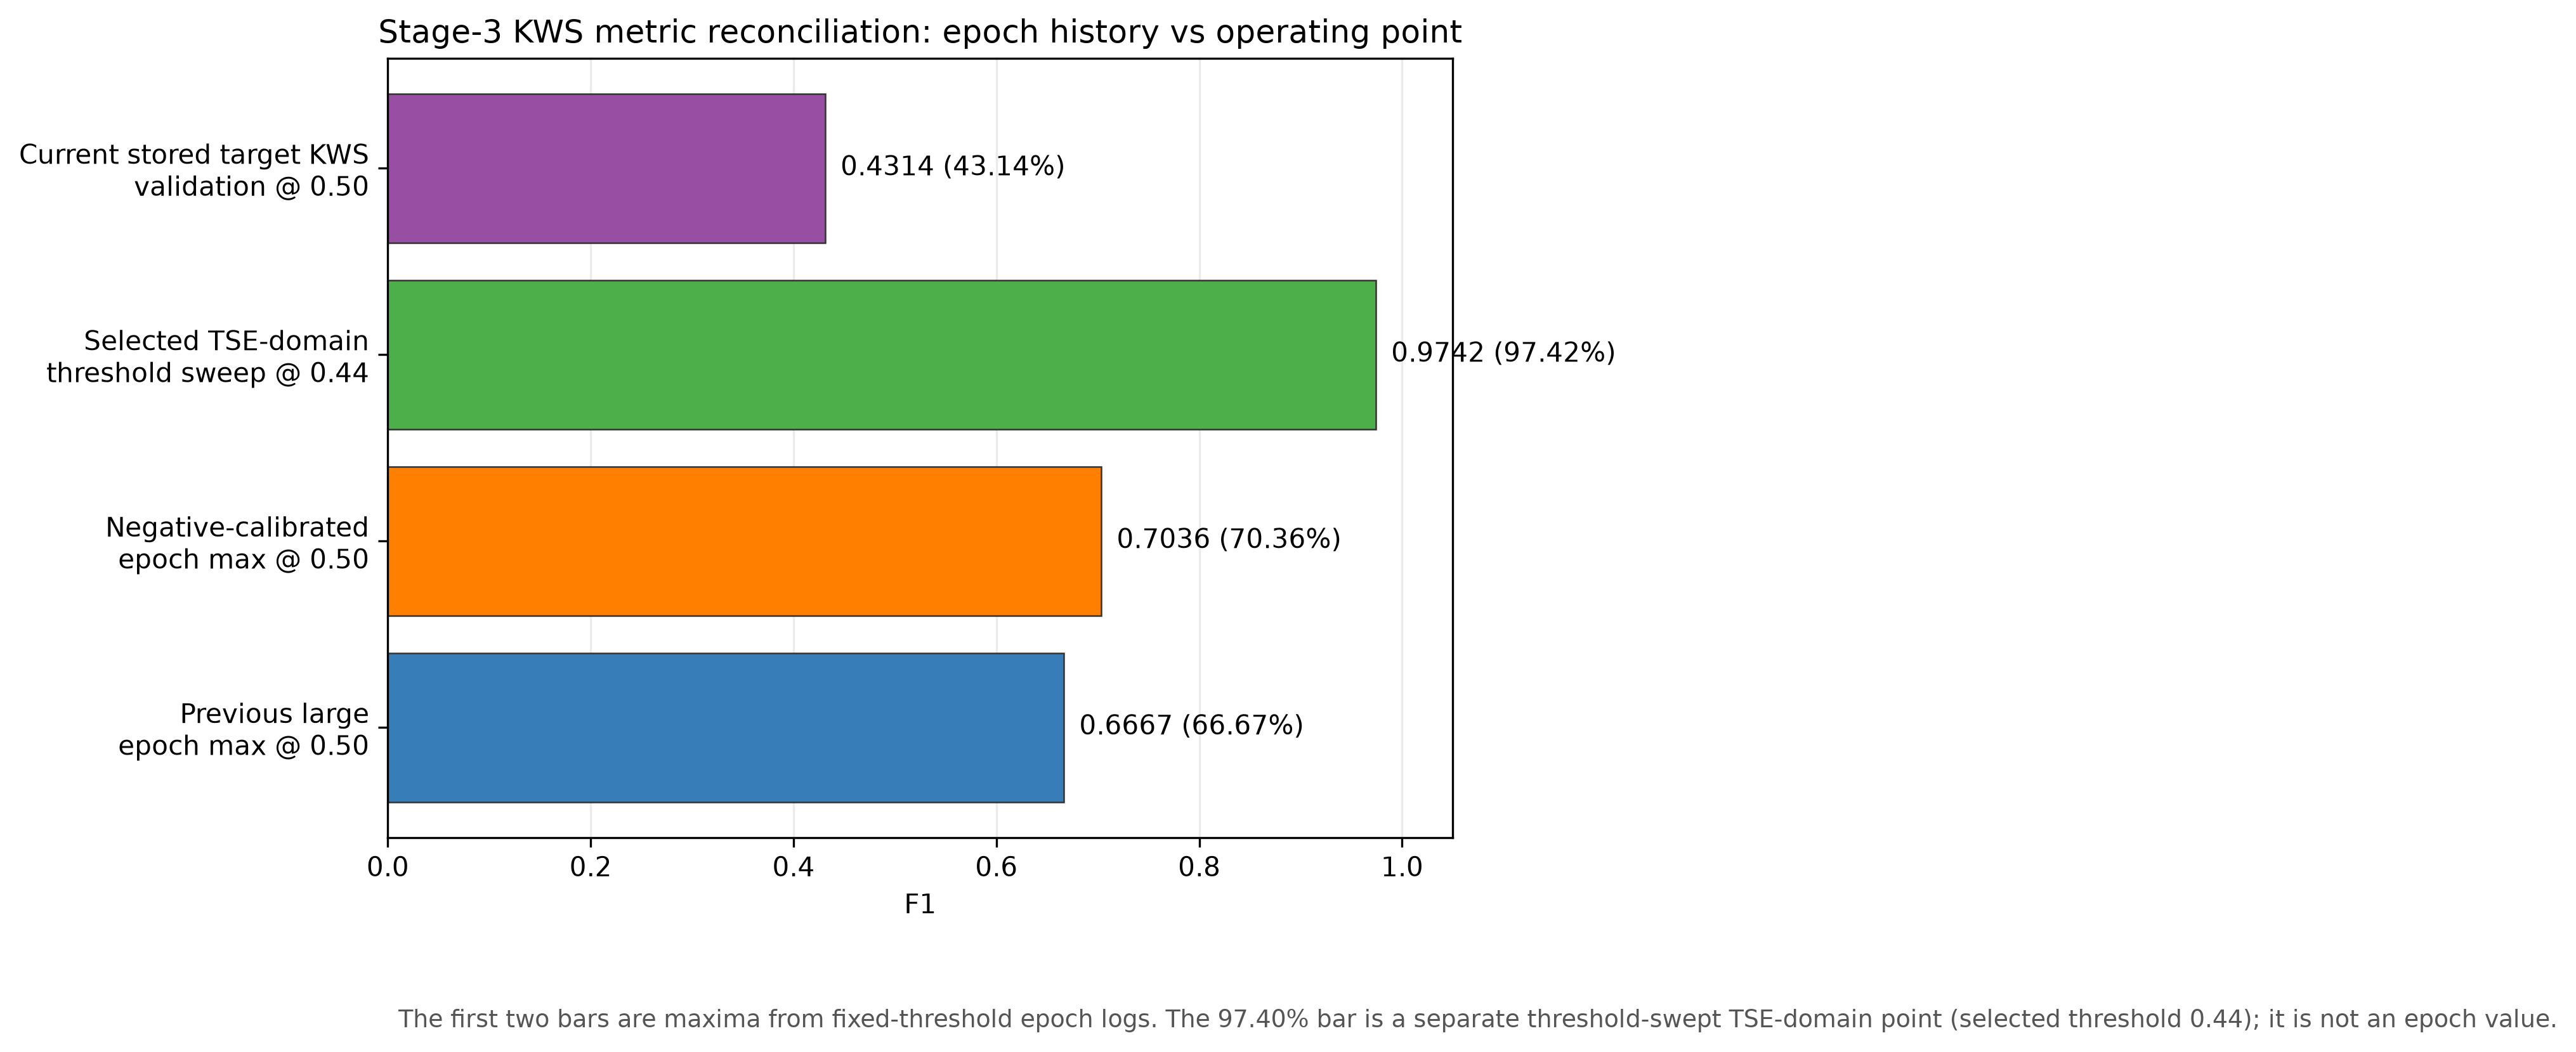 Stage-3 KWS metric reconciliation: epoch history vs operating point
Current stored target KWS
validation @ 0.50
0.4314 (43.14%)
Selected TSE-domain
threshold sweep @ 0.44
0.9742 (97.42%)
Negative-calibrated
epoch max @ 0.50
0.7036 (70.36%)
Previous large
epoch max @ 0.50
0.6667 (66.67%)
0.0 0.2 0.4 0.6 0.8 1.0
F1
The first two bars are maxima from fixed-threshold epoch logs. The 97.40% bar is a separate threshold-swept TSE-domain point (selected threshold 0.44); it is not an epoch value.